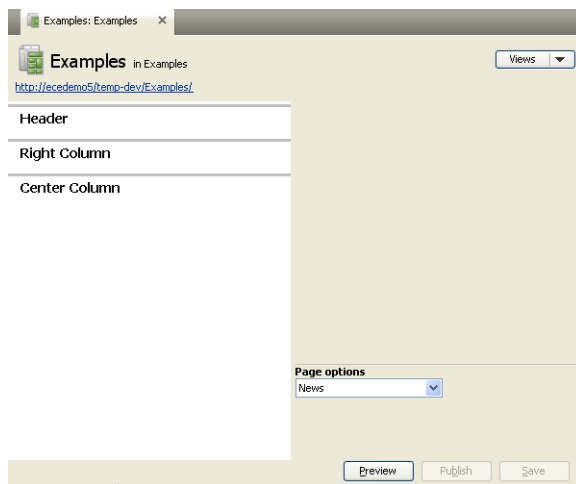 Examples: Examples X
Examples in Examples
Views
http://ecedemo5/temp-dev/Examples/
Header
Right Column
Center Column
Page options
News
Preview Publish Save